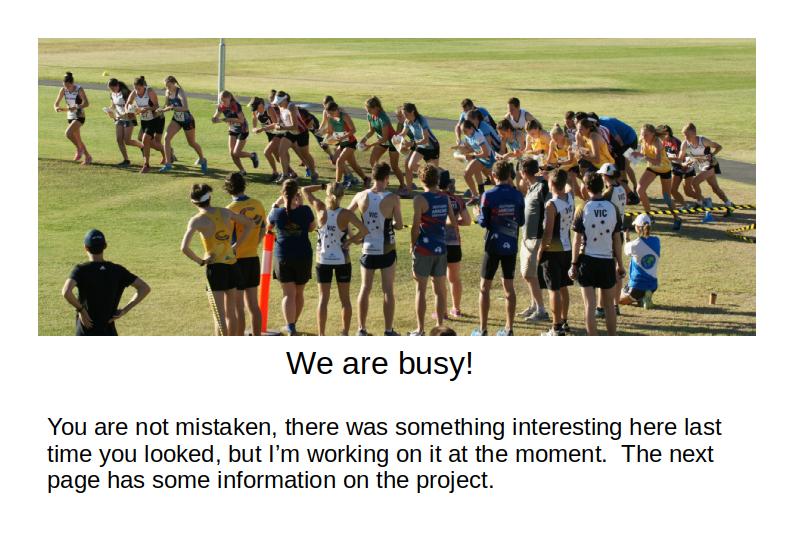 VIC
VIC
We are busy!
You are not mistaken, there was something interesting here last
time you looked, but I'm working on it at the moment.  The next
page has some information on the project.